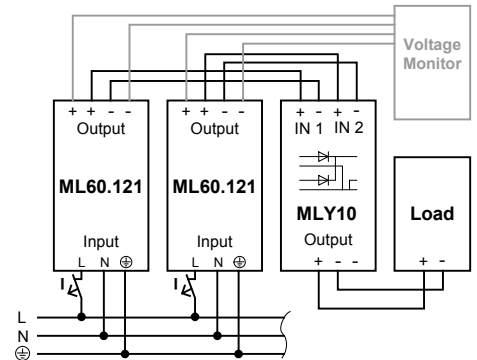 Voltage
Monitor
+ + - - + + - - + - + -
Output Output IN 1 IN 2
ML60.121 ML60.121 MLY10 Load
Input Input Output
L N L N + - - + -
I I
L
N